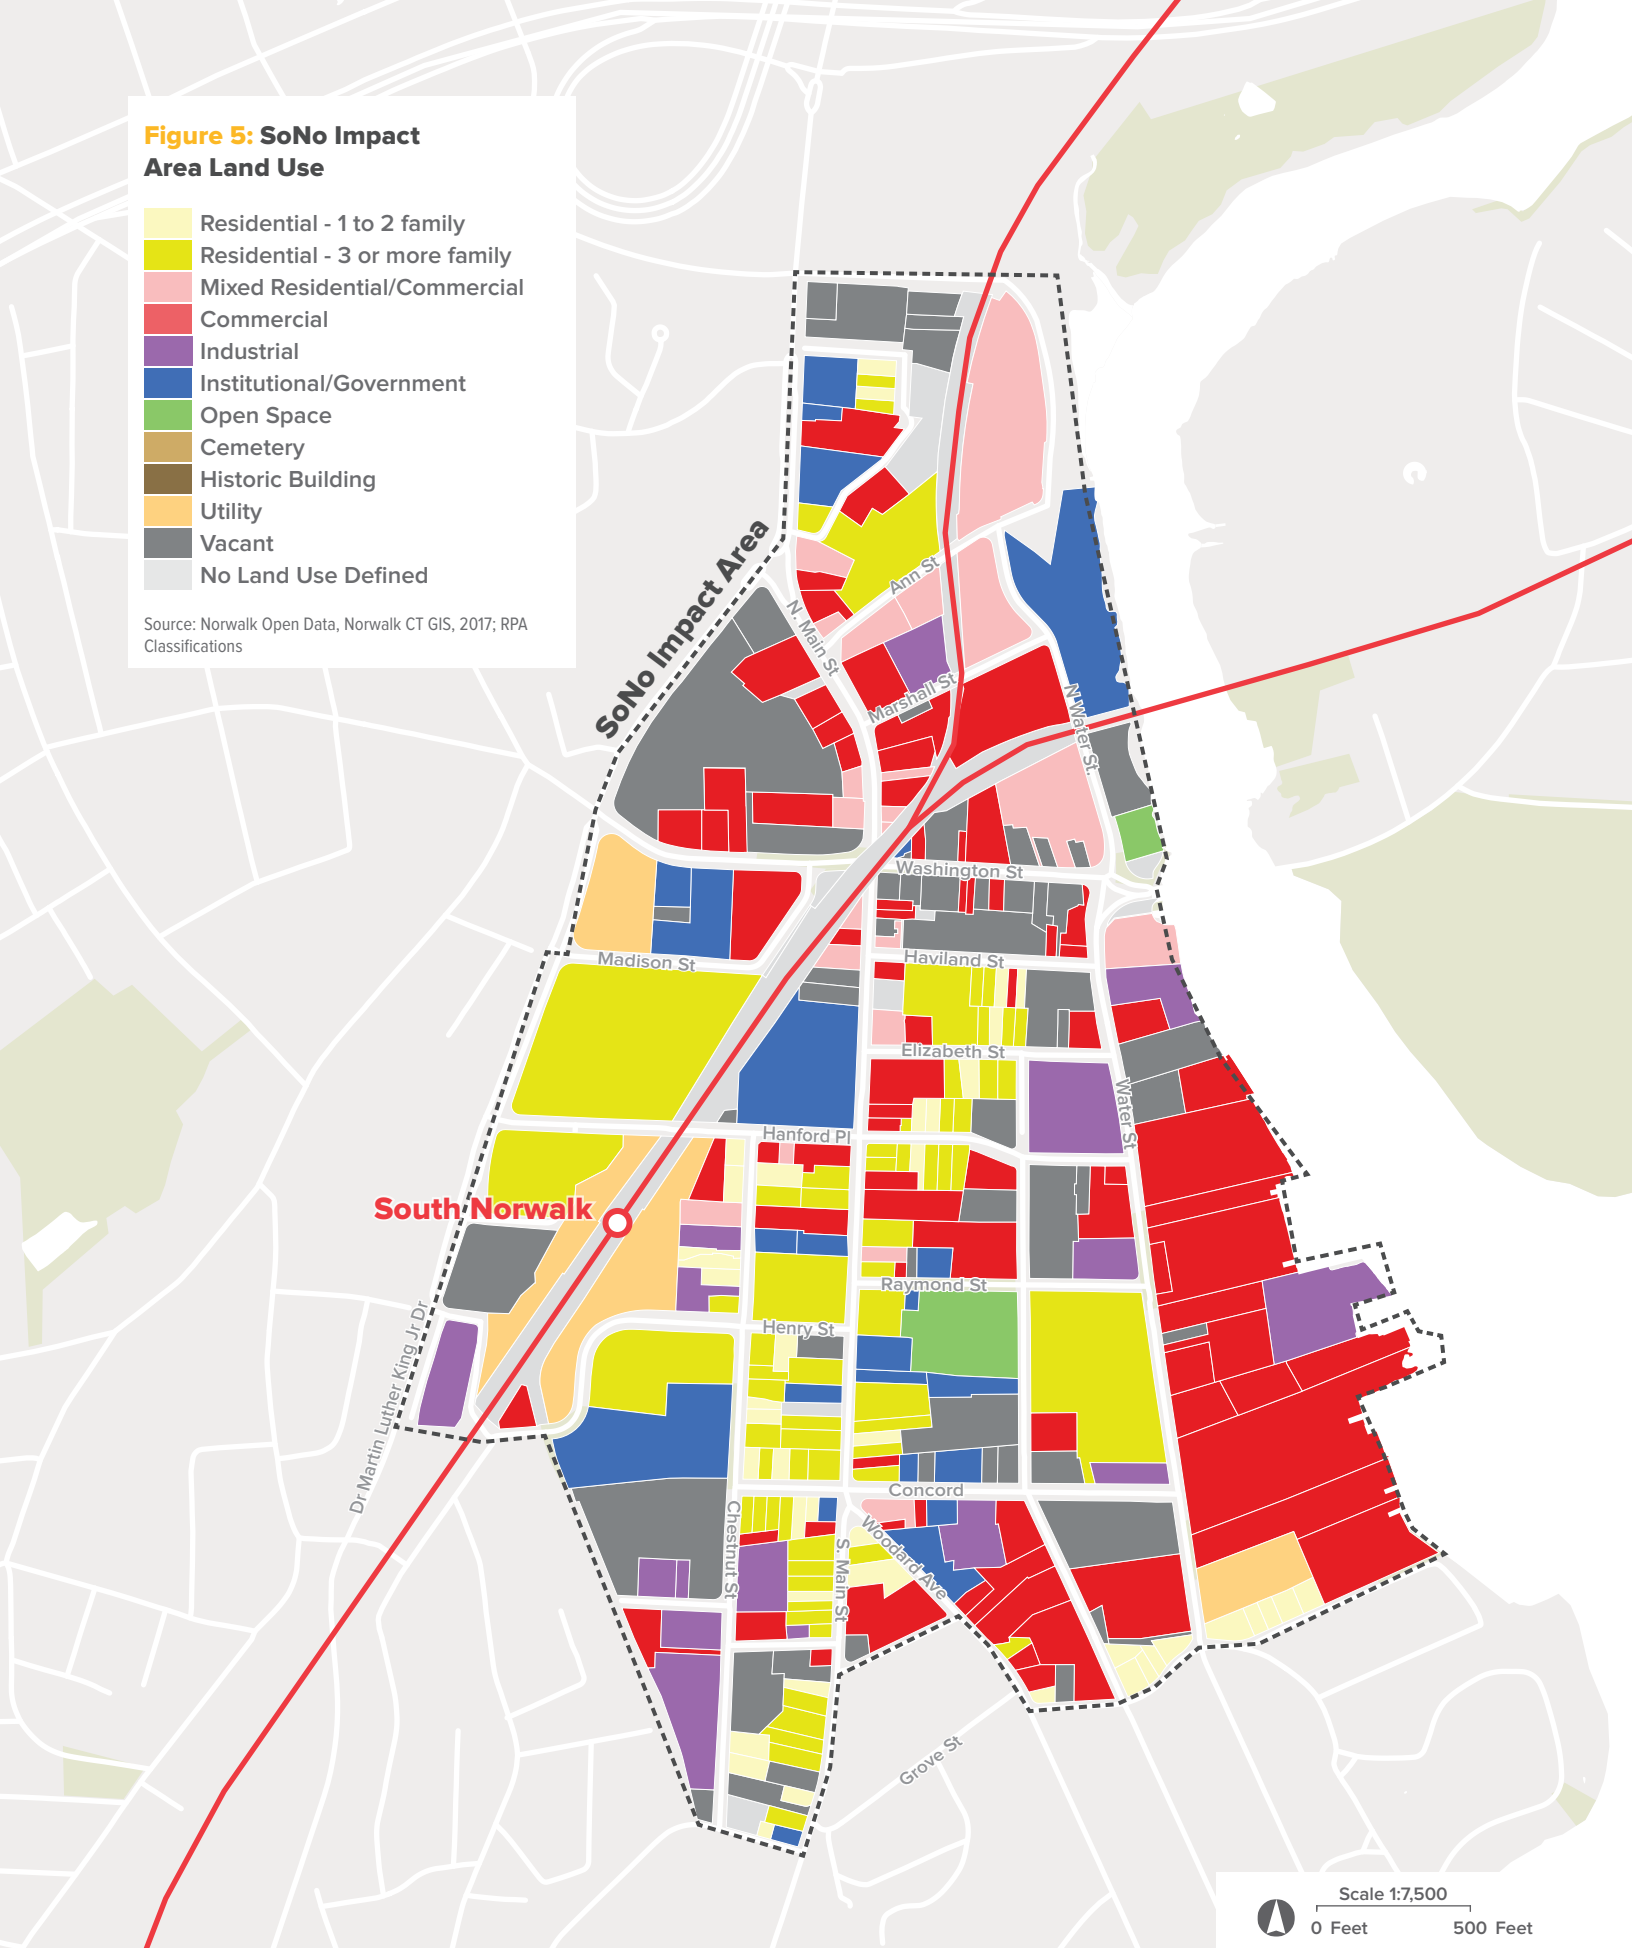 Figure 5: SoNo Impact
Area Land Use
Residential - 1 to 2 family
Residential - 3 or more family
Mixed Residential/Commercial
Commercial
Industrial
Institutional/Government
Open Space
Cemetery
Historic Building
Utility
Vacant
No Land Use Defined
Source: Norwalk Open Data, Norwalk CT GIS, 2017; RPA
Classifications
SoNo Impact Area
Ann St
N. Main St
Marshall St
N Water St.
Washington St
Madison St
Haviland St
Elizabeth St
Water St
Hanford Pl
South Norwalk
Raymond St
Henry St
Dr Martin Luther King Jr Dr
Concord
Chestnut St
S. Main St
Woodard Ave
Grove St
Scale 1:7,500
0 Feet
500 Feet